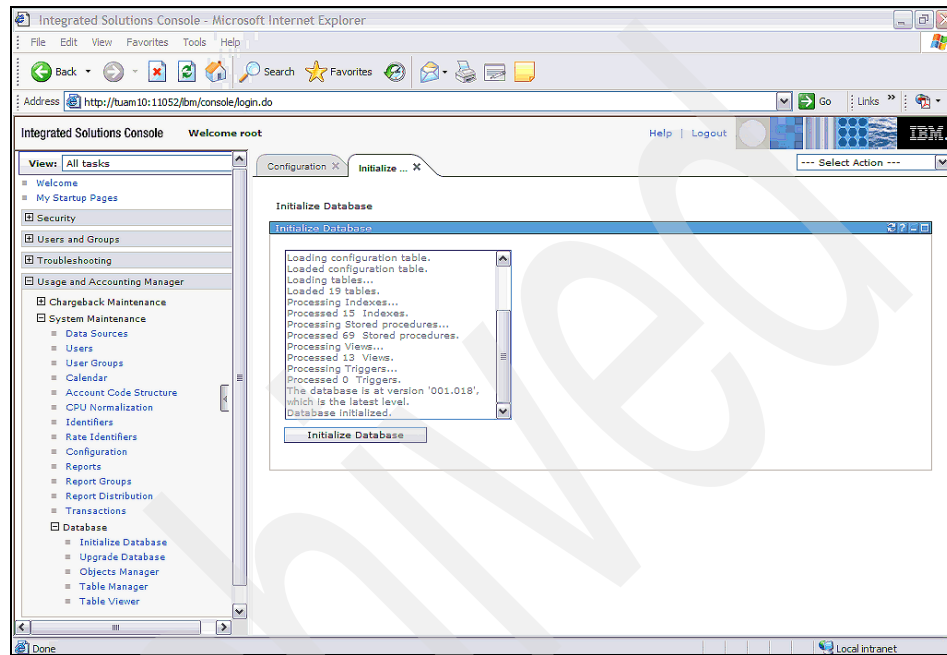 Integrated Solutions Console - Microsoft Internet Explorer
File Edit View Favorites Tools Help
Back Search Favorites
Address http://tuam10:11052/ibm/console/login.do Go Links »
Integrated Solutions Console Welcome root Help | Logout IBM.
View: All tasks
Configuration X Initialize ... X --- Select Action ---
Welcome
My Startup Pages
Security
Users and Groups
Troubleshooting
Usage and Accounting Manager
Chargeback Maintenance
System Maintenance
Data Sources
Users
User Groups
Calendar
Account Code Structure
CPU Normalization
Identifiers
Rate Identifiers
Configuration
Reports
Report Groups
Report Distribution
Transactions
Database
Initialize Database
Upgrade Database
Objects Manager
Table Manager
Table Viewer
Initialize Database
Initialize Database
Loading configuration table.
Loaded configuration table.
Loading tables...
Loaded 19 tables.
Processing Indexes...
Processed 15 Indexes.
Processing Stored procedures...
Processed 69 Stored procedures.
Processing Views...
Processed 13 Views.
Processing Triggers...
Processed 0 Triggers.
The database is at version '001.018',
which is the latest level.
Database initialized.
Initialize Database
Done Local intranet